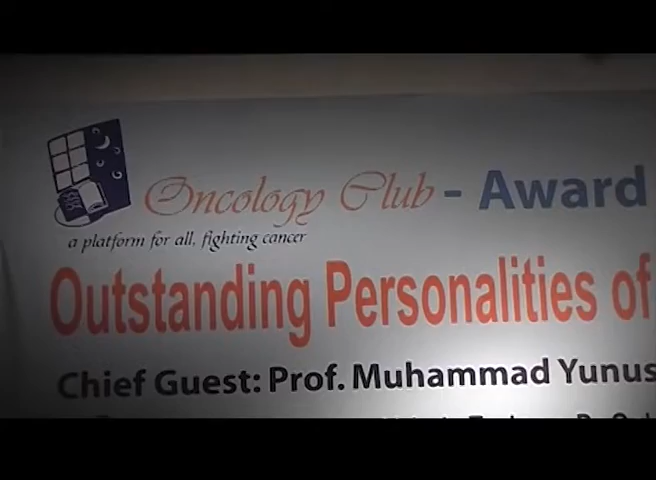 Oncology Club - Award
a platform for all, fighting cancer
Outstanding Personalities of
Chief Guest: Prof. Muhammad Yunus